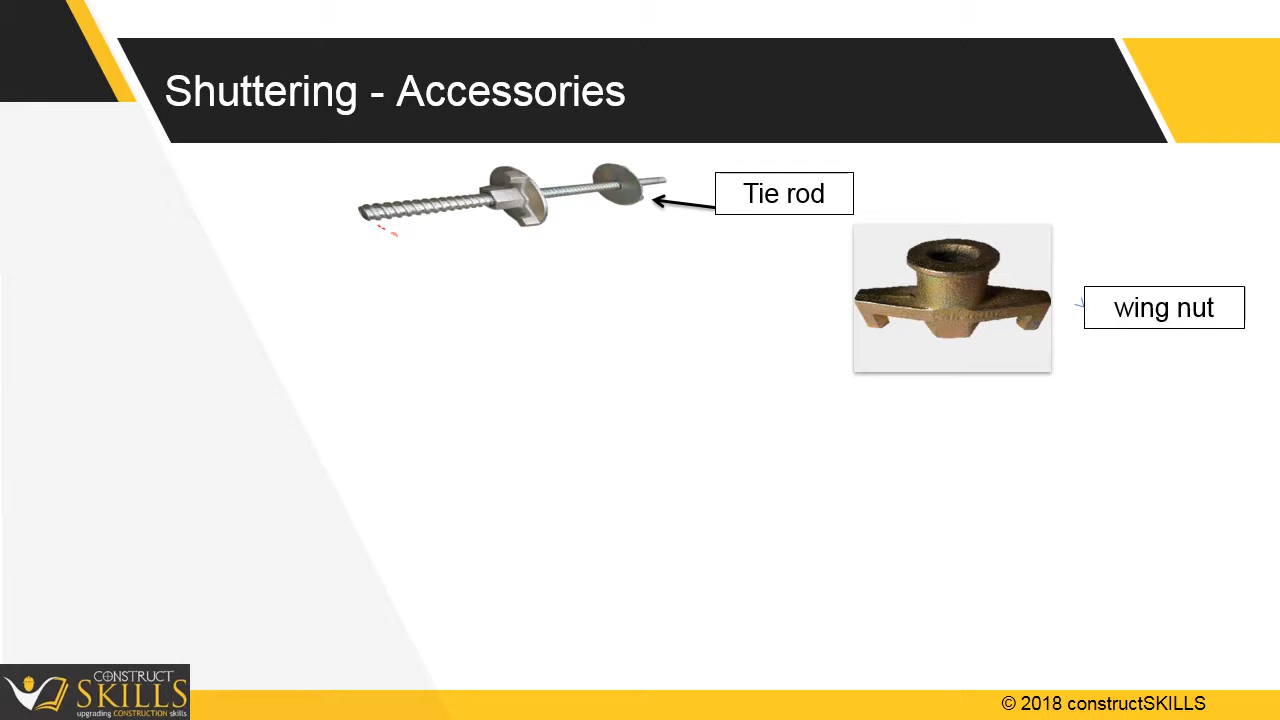 Shuttering - Accessories
Tie rod
wing nut
CONSTRUCT
SKILLS
upgrading CONSTRUCTION skills
© 2018 constructSKILLS